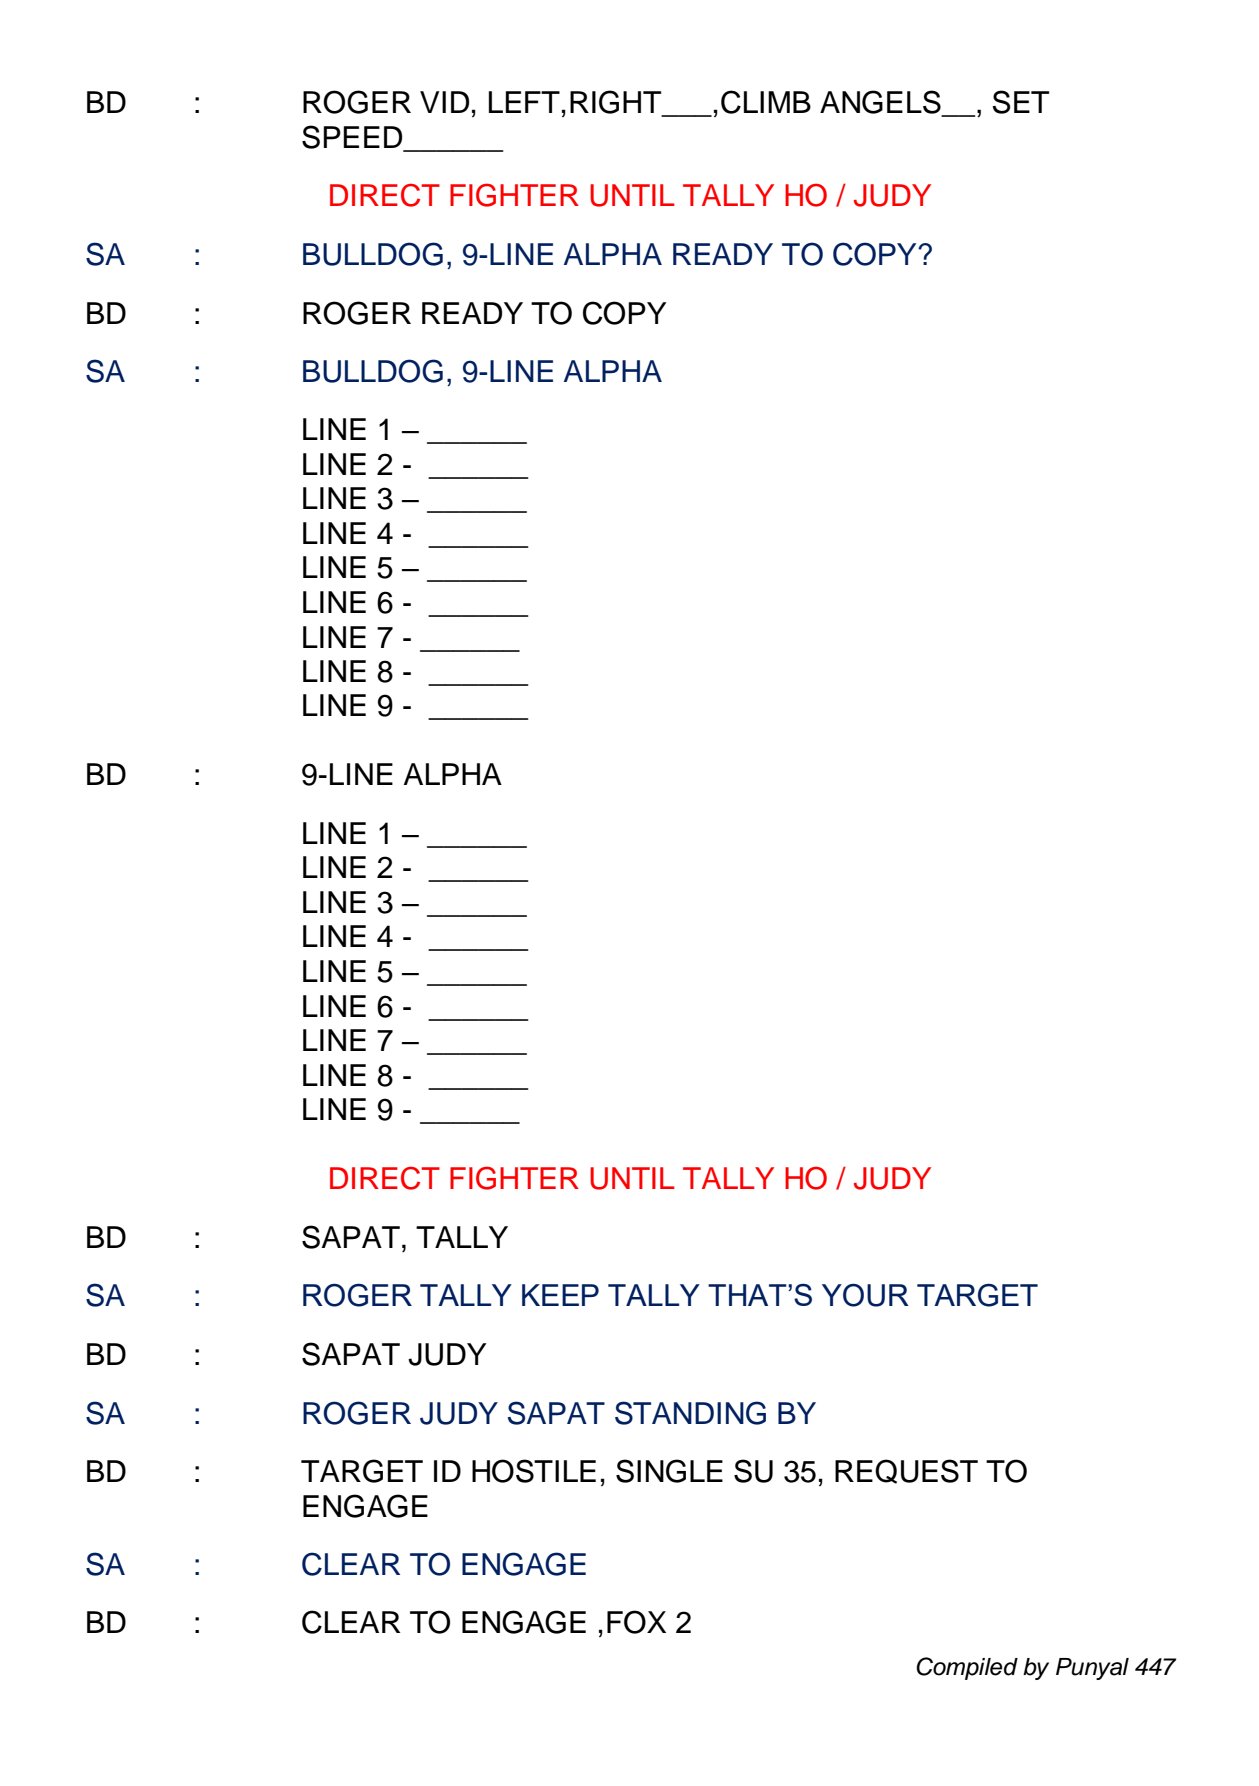 BD : ROGER VID, LEFT,RIGHT___,CLIMB ANGELS__, SET
SPEED______
DIRECT FIGHTER UNTIL TALLY HO / JUDY
SA : BULLDOG, 9-LINE ALPHA READY TO COPY?
BD : ROGER READY TO COPY
SA : BULLDOG, 9-LINE ALPHA
LINE 1 – ______
LINE 2 - ______
LINE 3 – ______
LINE 4 - ______
LINE 5 – ______
LINE 6 - ______
LINE 7 - ______
LINE 8 - ______
LINE 9 - ______
BD : 9-LINE ALPHA
LINE 1 – ______
LINE 2 - ______
LINE 3 – ______
LINE 4 - ______
LINE 5 – ______
LINE 6 - ______
LINE 7 – ______
LINE 8 - ______
LINE 9 - ______
DIRECT FIGHTER UNTIL TALLY HO / JUDY
BD : SAPAT, TALLY
SA : ROGER TALLY KEEP TALLY THAT’S YOUR TARGET
BD : SAPAT JUDY
SA : ROGER JUDY SAPAT STANDING BY
BD : TARGET ID HOSTILE, SINGLE SU 35, REQUEST TO
ENGAGE
SA : CLEAR TO ENGAGE
BD : CLEAR TO ENGAGE ,FOX 2
Compiled by Punyal 447